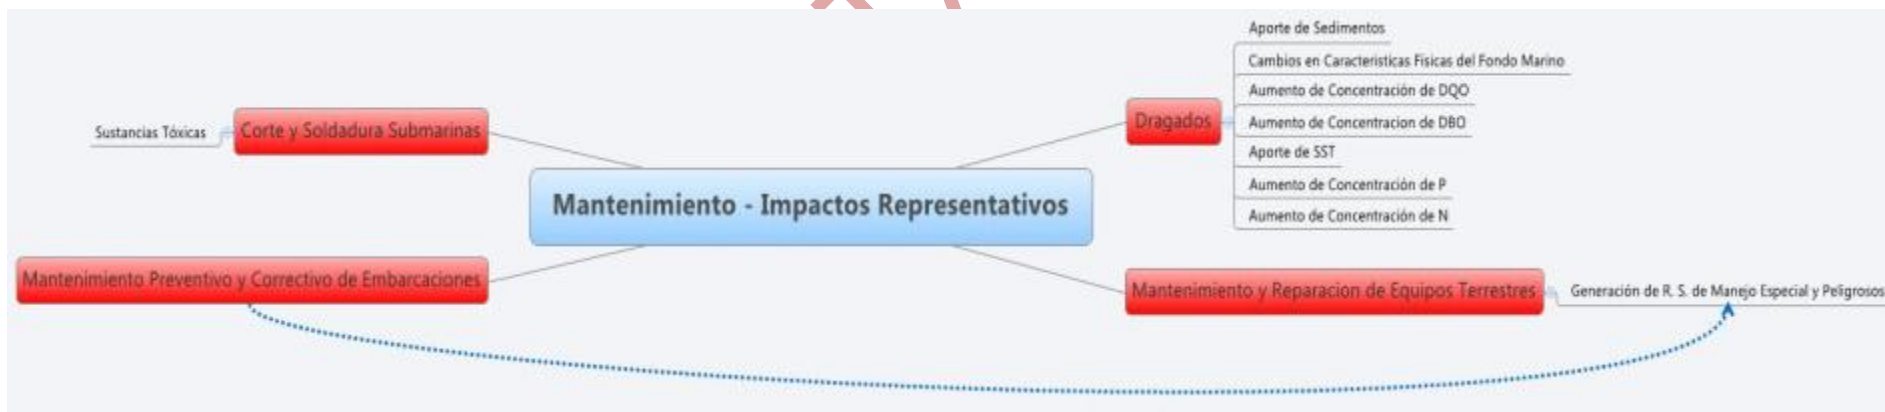 Aporte de Sedimentos
Cambios en Caracteristicas Fisicas del Fondo Marino
Aumento de Concentración de DQO
Dragados
Aumento de Concentracion de DBO
Aporte de SST
Aumento de Concentración de P
Aumento de Concentración de N
Corte y Soldadura Submarinas
Sustancias Tóxicas
Mantenimiento - Impactos Representativos
Mantenimiento Preventivo y Correctivo de Embarcaciones
Mantenimiento y Reparacion de Equipos Terrestres
Generación de R. S. de Manejo Especial y Peligrosos